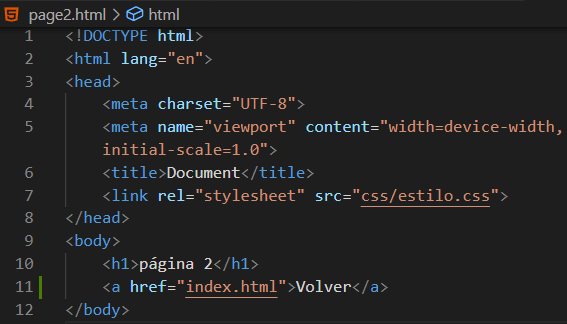 page2.html > html
1 <!DOCTYPE html>
2 <html lang="en">
3 <head>
4 <meta charset="UTF-8">
5 <meta name="viewport" content="width=device-width,
initial-scale=1.0">
6 <title>Document</title>
7 <link rel="stylesheet" src="css/estilo.css">
8 </head>
9 <body>
10 <h1>página 2</h1>
11 <a href="index.html">Volver</a>
12 </body>